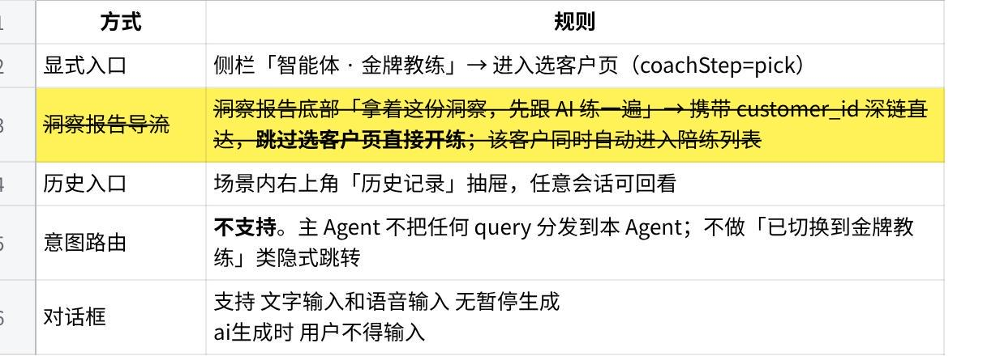 1
方式
规则
2
显式入口
侧栏「智能体 · 金牌教练」→ 进入选客户页（coachStep=pick）
3
洞察报告导流
洞察报告底部「拿着这份洞察，先跟 AI 练一遍」→ 携带 customer_id 深链直
达，跳过选客户页直接开练；该客户同时自动进入陪练列表
4
历史入口
场景内右上角「历史记录」抽屉，任意会话可回看
5
意图路由
不支持。主 Agent 不把任何 query 分发到本 Agent；不做「已切换到金牌教
练」类隐式跳转
6
对话框
支持 文字输入和语音输入 无暂停生成
ai生成时 用户不得输入